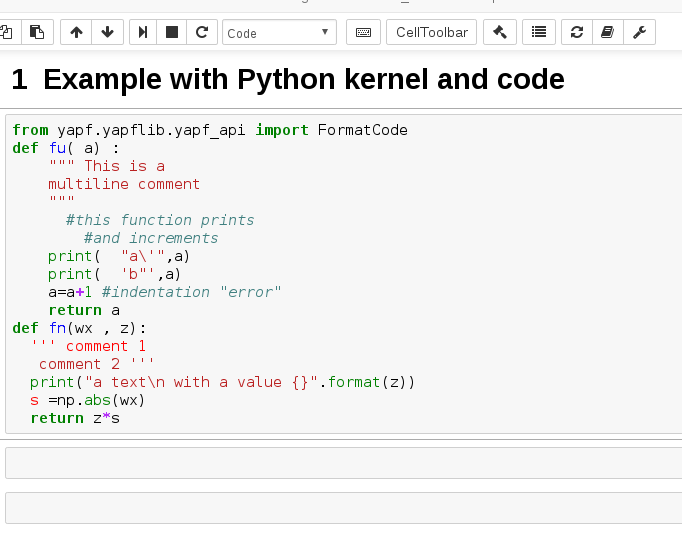 Code
CellToolbar
1 Example with Python kernel and code
from yapf.yapflib.yapf_api import FormatCode
def fu( a) :
    """ This is a
    multiline comment
    """
      #this function prints
        #and increments
    print(  "a\'",a)
    print(  'b"',a)
    a=a+1 #indentation "error"
    return a
def fn(wx , z):
  ''' comment 1
   comment 2 '''
  print("a text\n with a value {}".format(z))
  s =np.abs(wx)
  return z*s